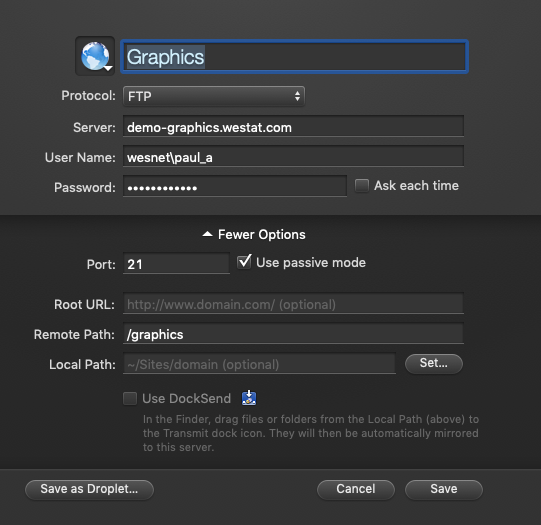 Graphics
Protocol: FTP
Server: demo-graphics.westat.com
User Name: wesnet\paul_a
Password: •••••••••••• Ask each time
Fewer Options
Port: 21 Use passive mode
Root URL: http://www.domain.com/ (optional)
Remote Path: /graphics
Local Path: ~/Sites/domain (optional) Set...
Use DockSend
In the Finder, drag files or folders from the Local Path (above) to
the Transmit dock icon. They will then be automatically mirrored
to this server.
Save as Droplet... Cancel Save